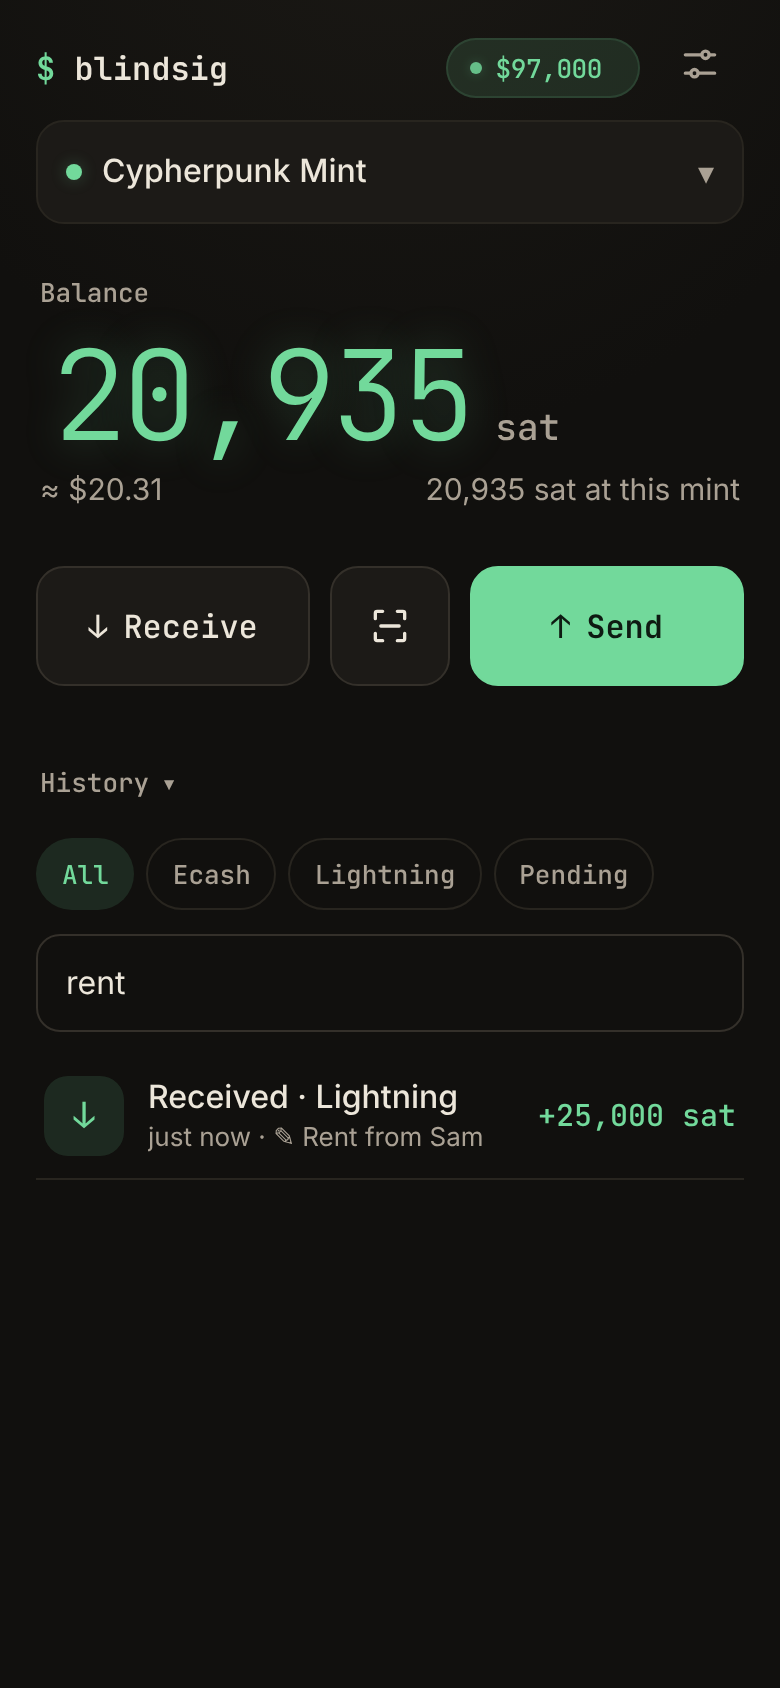 $ blindsig
$97,000
Cypherpunk Mint ▾
Balance
20,935 sat
≈ $20.31
20,935 sat at this mint
↓ Receive
↑ Send
History ▾
All
Ecash
Lightning
Pending
rent
↓ Received · Lightning
+25,000 sat
just now · ✎ Rent from Sam